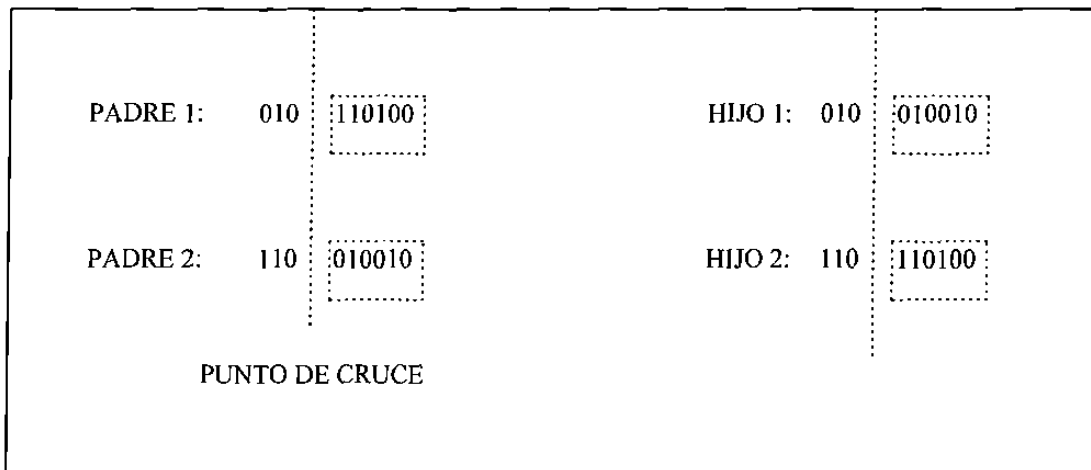 PADRE 1: 010 110100 HIJO 1: 010 010010
PADRE 2: 110 010010 HIJO 2: 110 110100
PUNTO DE CRUCE